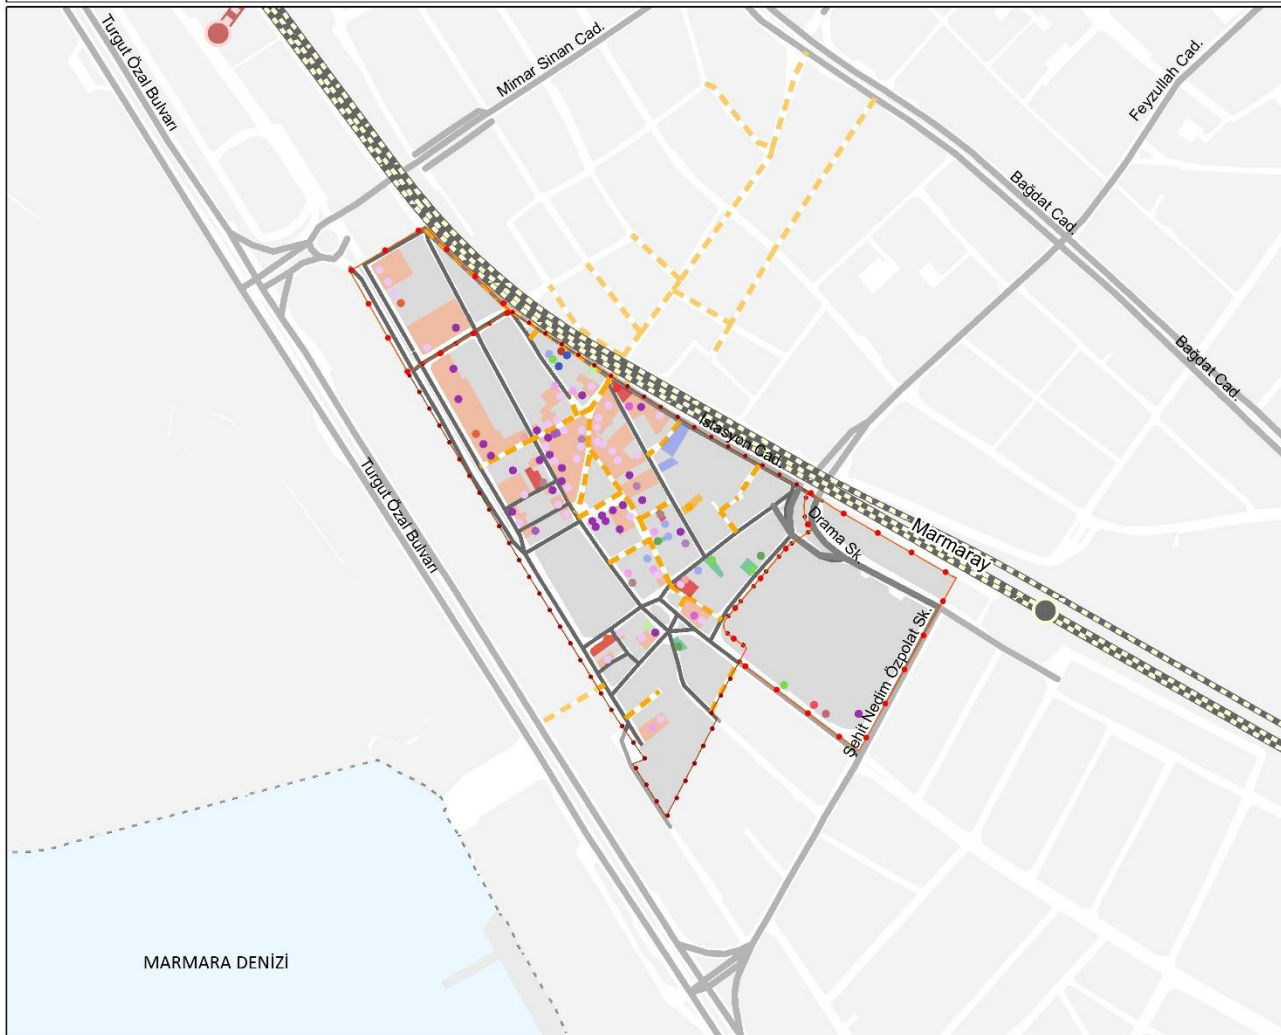 Turgut Özal Bulvarı
Mimar Sinan Cad.
Feyzullah Cad.
Bağdat Cad.
Bağdat Cad.
İstasyon Cad.
Turgut Özal Bulvarı
Drama Sk.
Marmaray
Şehit Nedim Özpolat Sk.
MARMARA DENİZİ